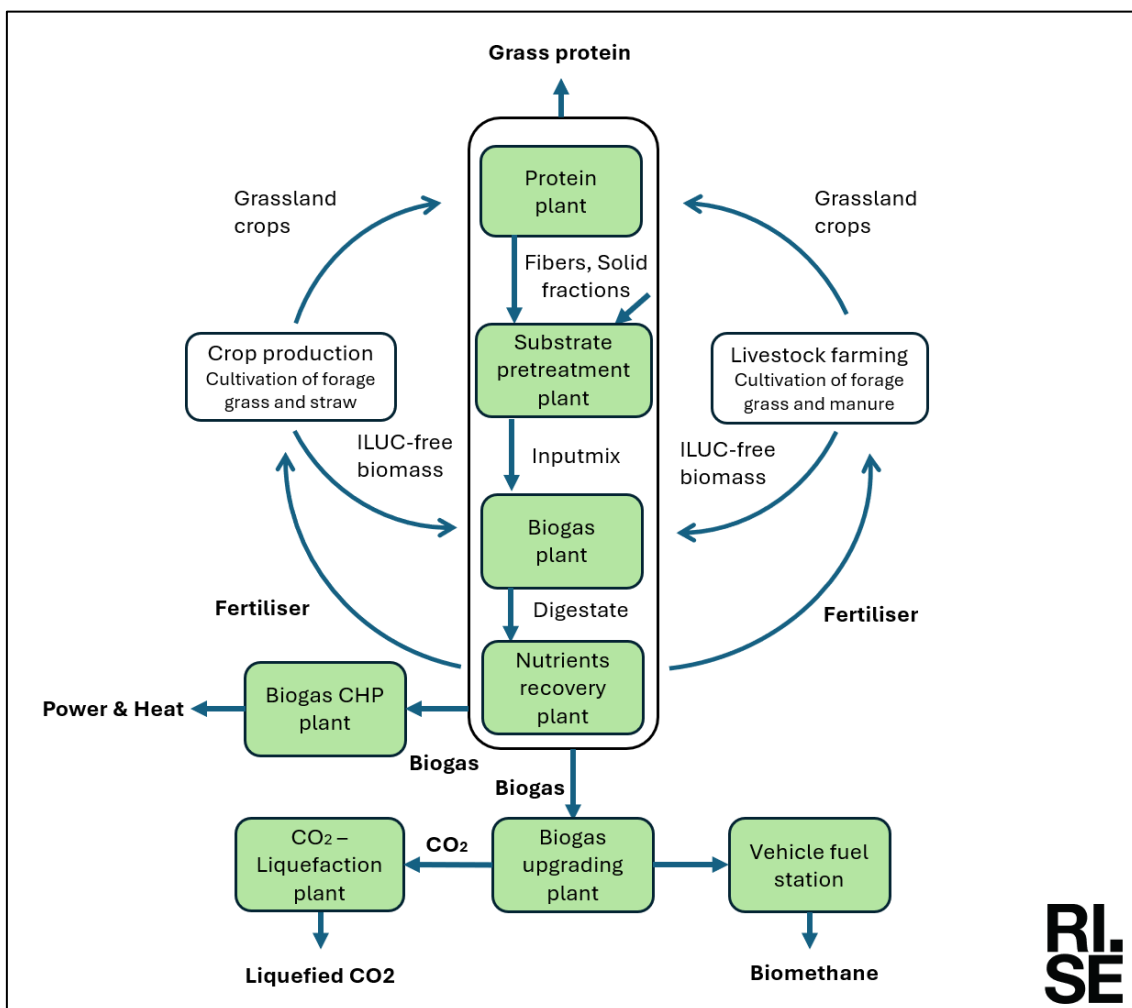 Grass protein
Protein
plant
Grassland
crops
Grassland
crops
Fibers, Solid
fractions
Crop production
Cultivation of forage
grass and straw
Substrate
pretreatment
plant
Livestock farming
Cultivation of forage
grass and manure
ILUC-free
biomass
Inputmix
ILUC-free
biomass
Biogas
plant
Fertiliser
Digestate
Fertiliser
Nutrients
recovery
plant
Power & Heat
Biogas CHP
plant
Biogas
Biogas
CO₂ –
Liquefaction
plant
CO₂
Biogas
upgrading
plant
Vehicle fuel
station
Liquefied CO2
Biomethane
RI.
SE